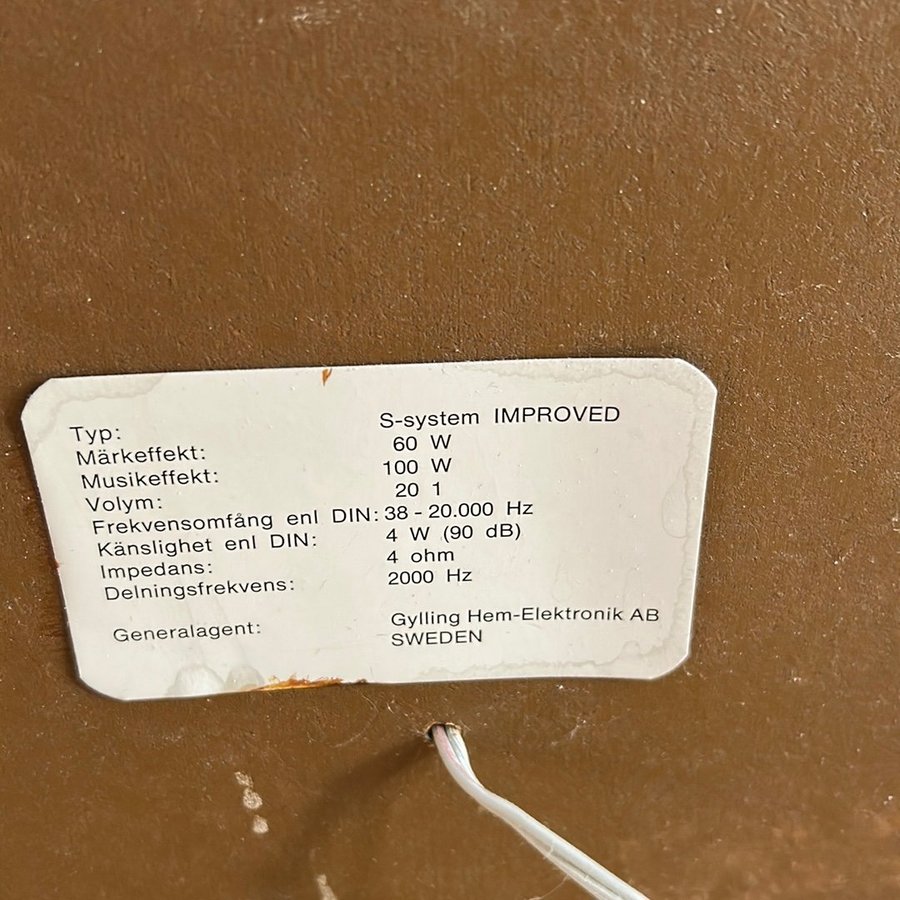 Typ: S-system IMPROVED
Märkeffekt: 60 W
Musikeffekt: 100 W
Volym: 20 1
Frekvensomfång enl DIN: 38 - 20.000 Hz
Känslighet enl DIN: 4 W (90 dB)
Impedans: 4 ohm
Delningsfrekvens: 2000 Hz
Generalagent: Gylling Hem-Elektronik AB
SWEDEN